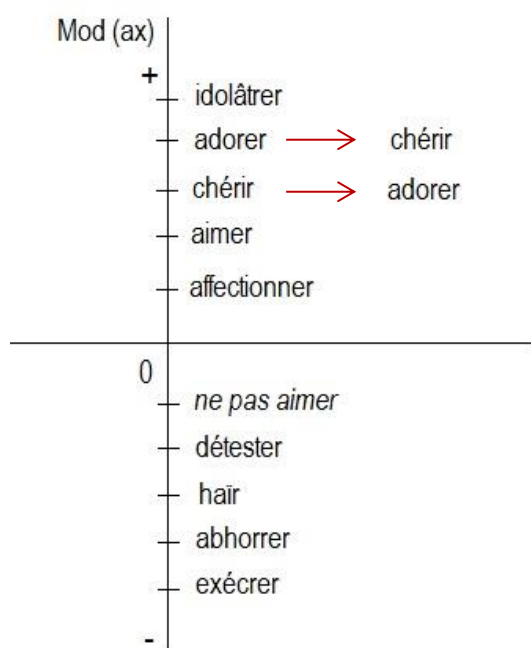 Mod (ax)
+
idolâtrer
adorer chérir
chérir adorer
aimer
affectionner
0
ne pas aimer
détester
haïr
abhorrer
exécrer
-